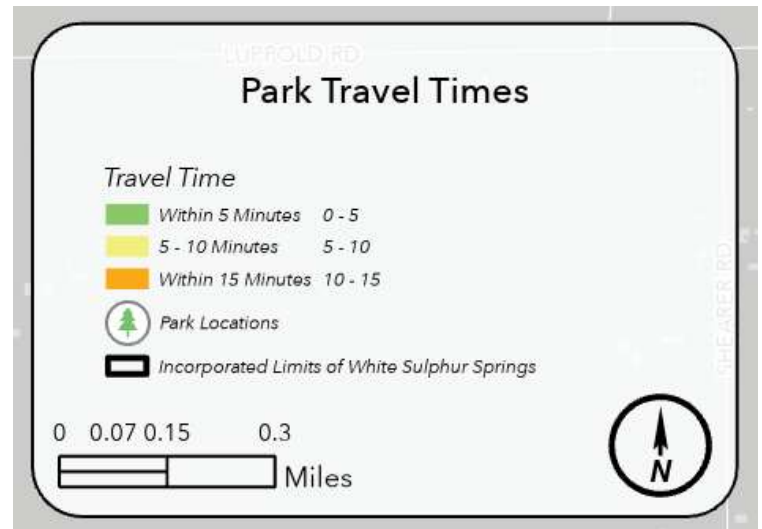 LUPPOLD RD
Park Travel Times
Travel Time
Within 5 Minutes 0 - 5
5 - 10 Minutes 5 - 10
Within 15 Minutes 10 - 15
Park Locations
Incorporated Limits of White Sulphur Springs
SHEARER RD
0 0.07 0.15 0.3
Miles
N